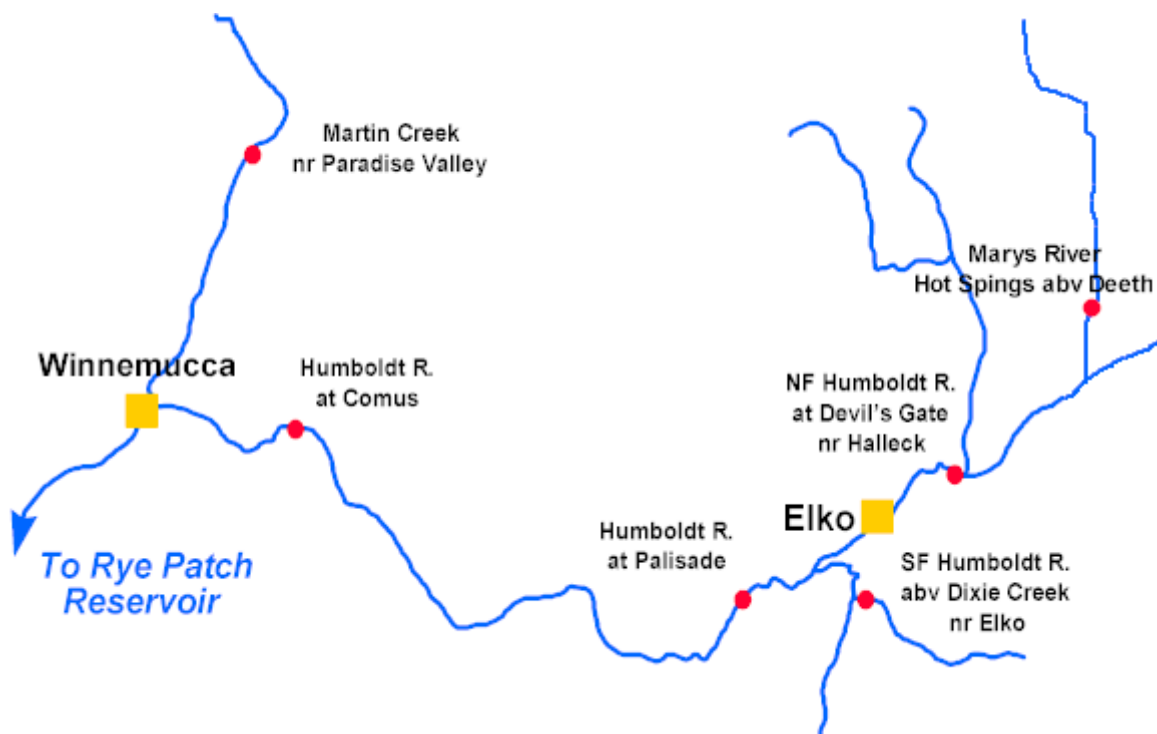 Martin Creek
nr Paradise Valley
Marys River
Hot Spings abv Deeth
Winnemucca
Humboldt R.
at Comus
NF Humboldt R.
at Devil's Gate
nr Halleck
Elko
Humboldt R.
at Palisade
SF Humboldt R.
abv Dixie Creek
nr Elko
To Rye Patch
Reservoir